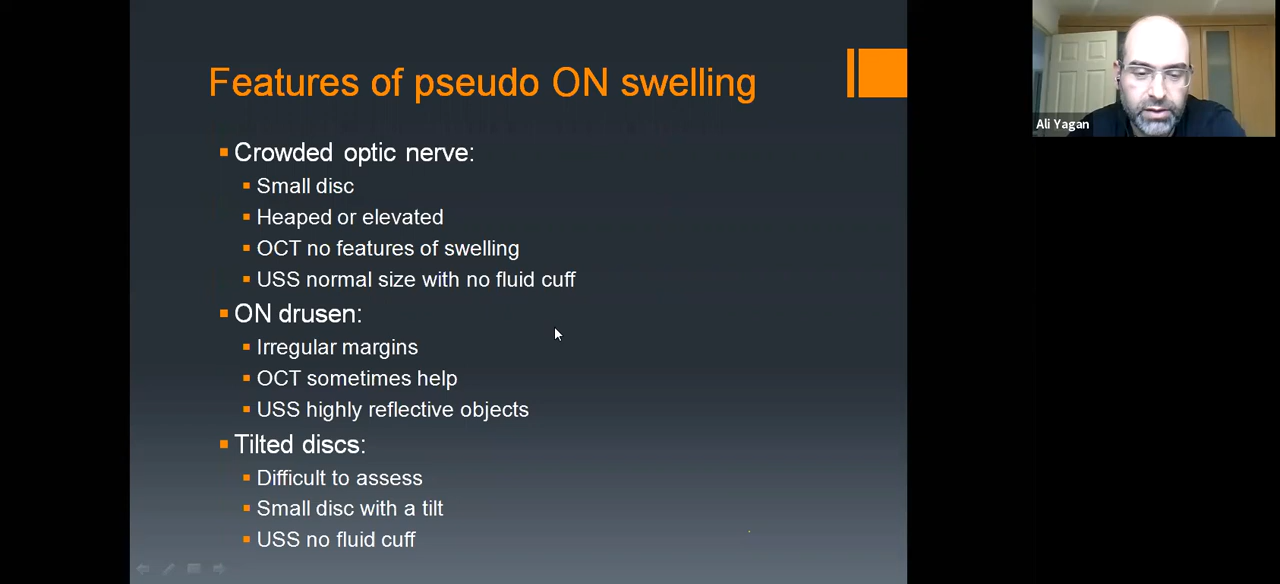 Features of pseudo ON swelling
Crowded optic nerve:
Small disc
Heaped or elevated
OCT no features of swelling
USS normal size with no fluid cuff
ON drusen:
Irregular margins
OCT sometimes help
USS highly reflective objects
Tilted discs:
Difficult to assess
Small disc with a tilt
USS no fluid cuff
Ali Yagan